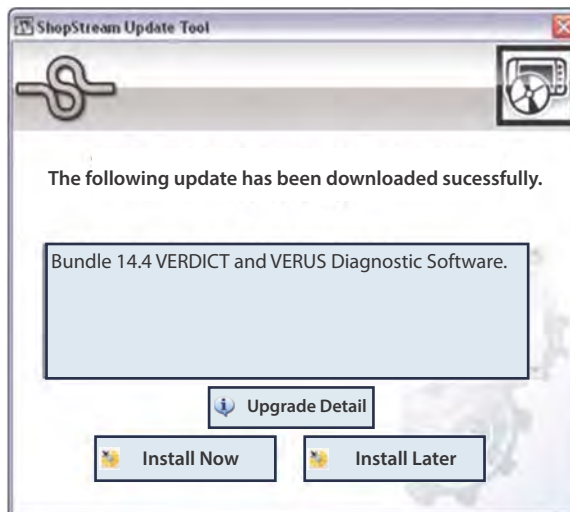 ShopStream Update Tool
The following update has been downloaded sucessfully.
Bundle 14.4 VERDICT and VERUS Diagnostic Software.
Upgrade Detail
Install Now
Install Later